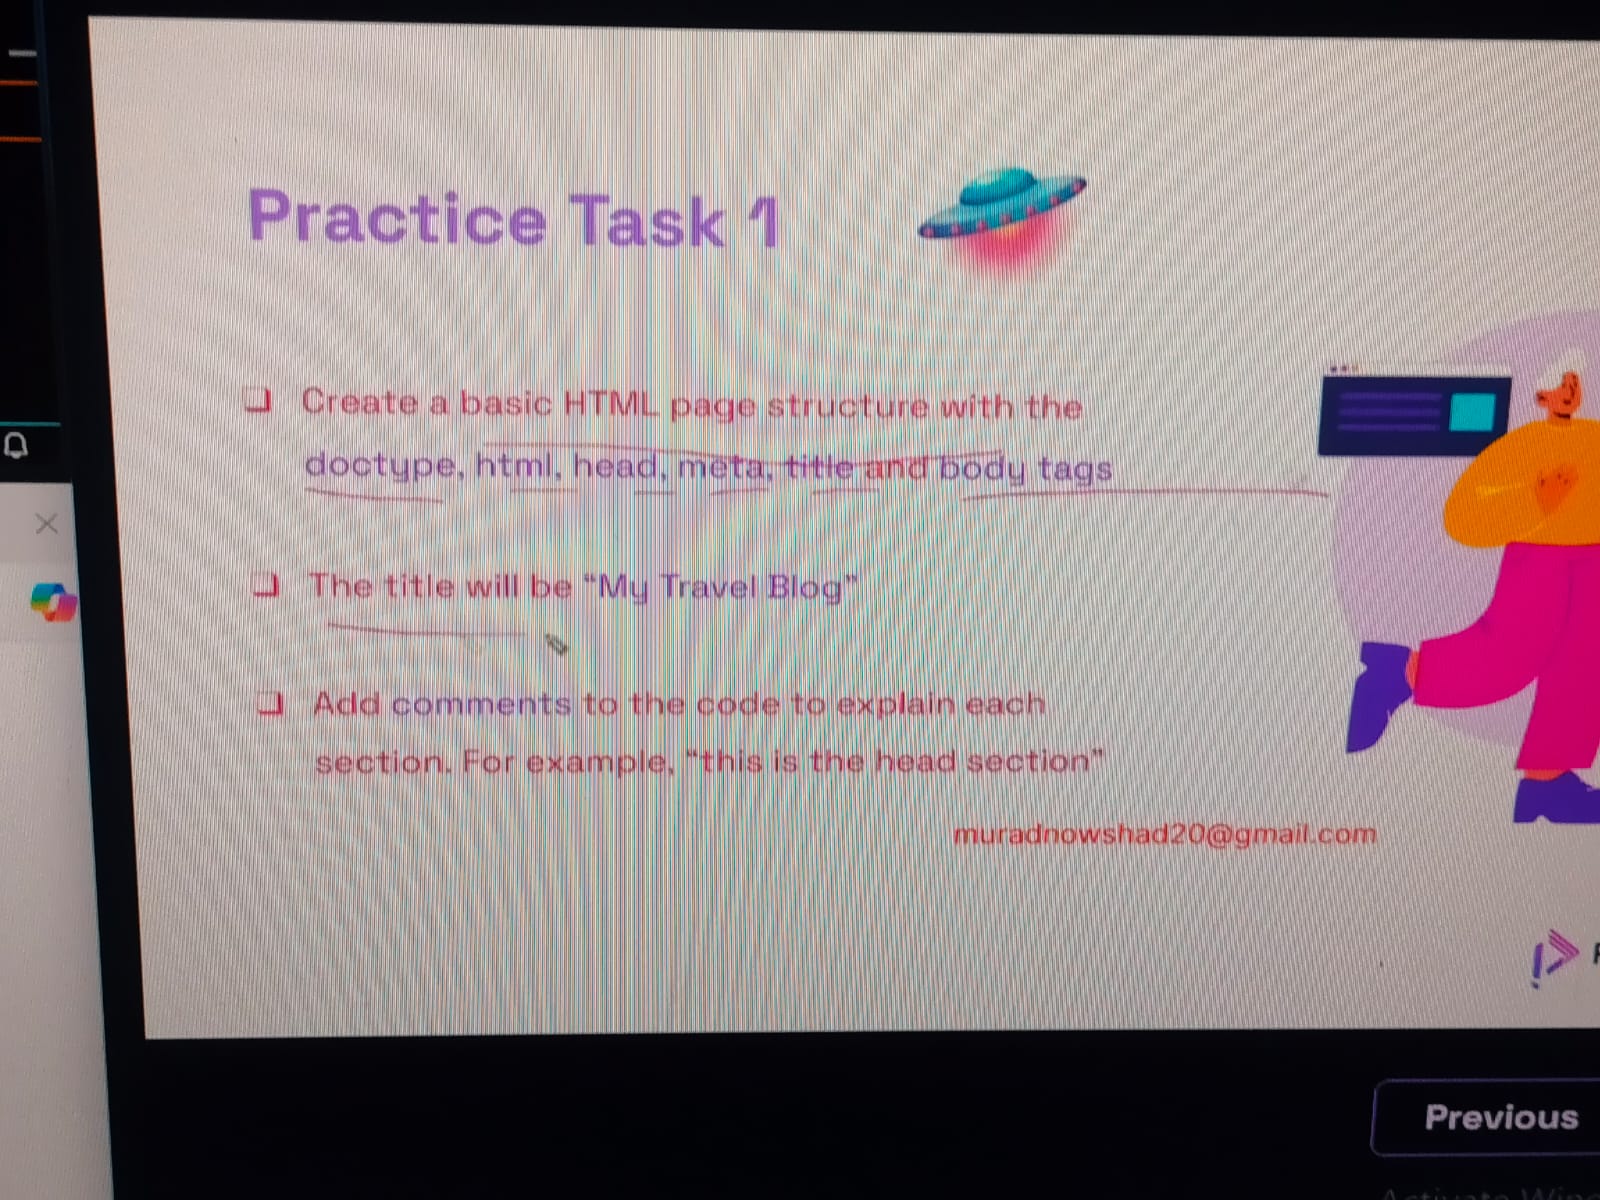 Practice Task 1
Create a basic HTML page structure with the
doctype, html, head, meta, title and body tags
The title will be “My Travel Blog”
Add comments to the code to explain each
section. For example, “this is the head section”
muradnowshad20@gmail.com
Previous